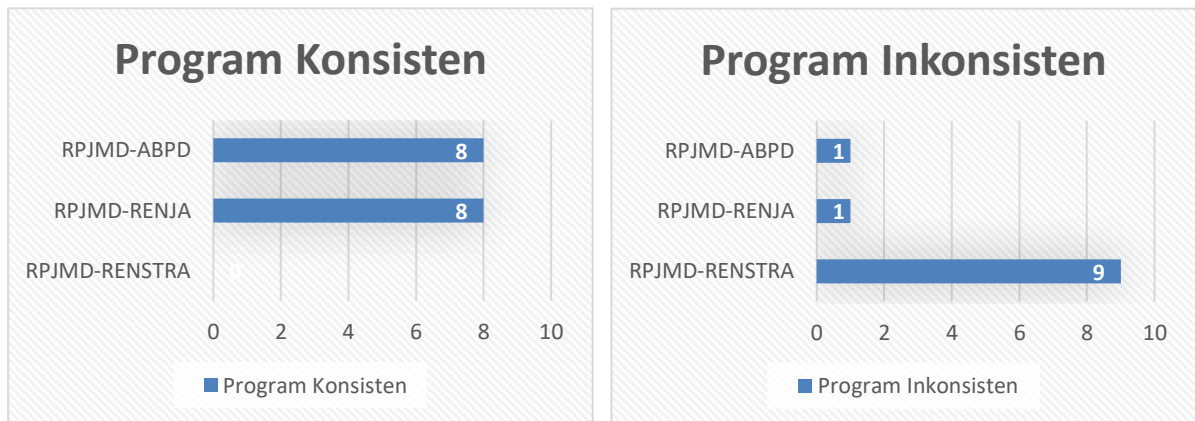 Program Konsisten
RPJMD-ABPD
8
RPJMD-RENJA
8
RPJMD-RENSTRA
0
0 2 4 6 8 10
Program Konsisten
Program Inkonsisten
RPJMD-ABPD
1
RPJMD-RENJA
1
RPJMD-RENSTRA
9
0 2 4 6 8 10
Program Inkonsisten